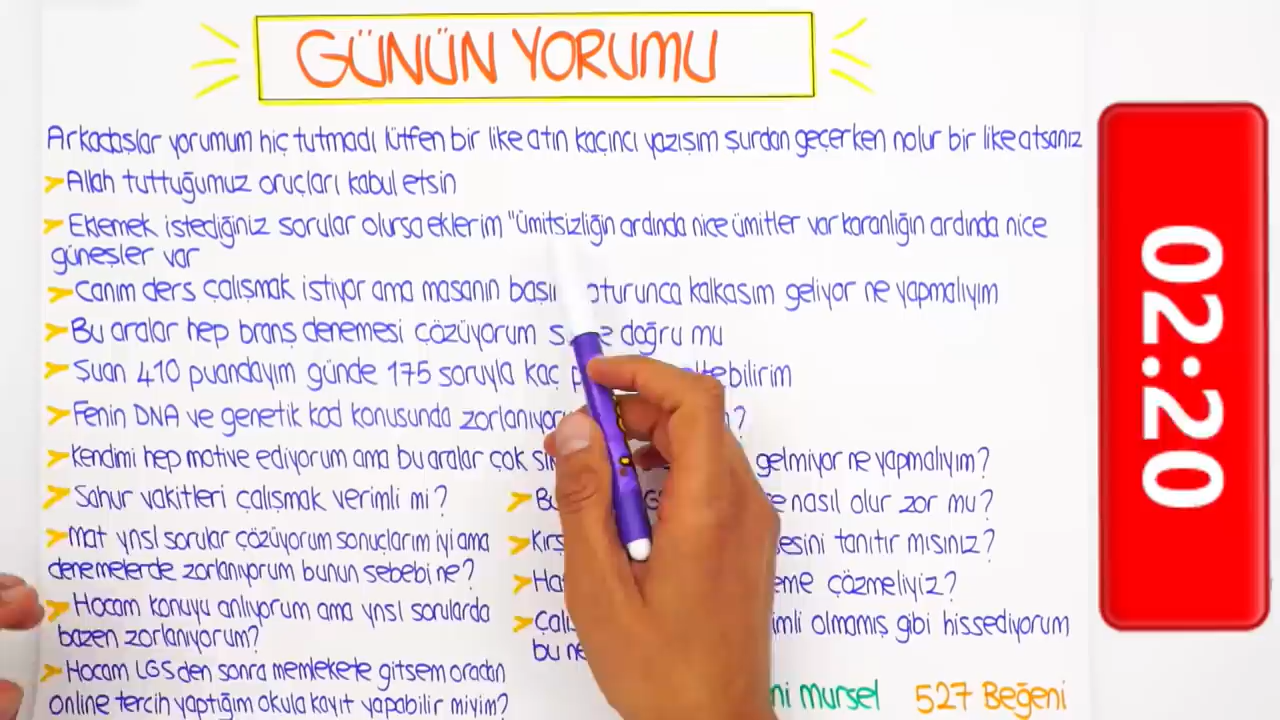 GÜNÜN YORUMU
Arkadaşlar yorumum hiç tutmadı lütfen bir like atın kaçıncı yazışım şurdan geçerken nolur bir like atsanız
➤ Allah tuttuğumuz oruçları kabul etsin
➤ Eklemek istediğiniz sorular olursa eklerim "Ümitsizliğin ardında nice ümitler var karanlığın ardında nice
güneşler var
➤ Canım ders çalışmak istiyor ama masanın oturunca kalkasım geliyor ne yapmalıyım
➤ Bu aralar hep branş denemesi çözüyorum doğru mu
➤ Şuan 410 puandayım günde 175 soruyla kaç
➤ Fenin DNA ve genetik kod konusunda
➤ Kendimi hep motive ediyorum ama bu aralar çok gelmiyor ne yapmalıyım?
➤ Sahur vakitleri çalışmak verimli mi?
➤ Mat ynsl sorular çözüyorum sonuçlarım iyi ama
denemelerde zorlanıyorum bunun sebebi ne?
➤ Hocam konuyu anlıyorum ama ynsl sorularda
bazen zorlanıyorum?
➤ Hocam LGSden sonra memlekete gitsem oradan
online tercih yaptığım okula kayıt yapabilir miyim?
➤ nasıl olur zor mu?
➤ tanıtır mısınız?
➤ çözmeliyiz?
➤ olmamış gibi hissediyorum
bu
mursel 527 Beğeni
02:20